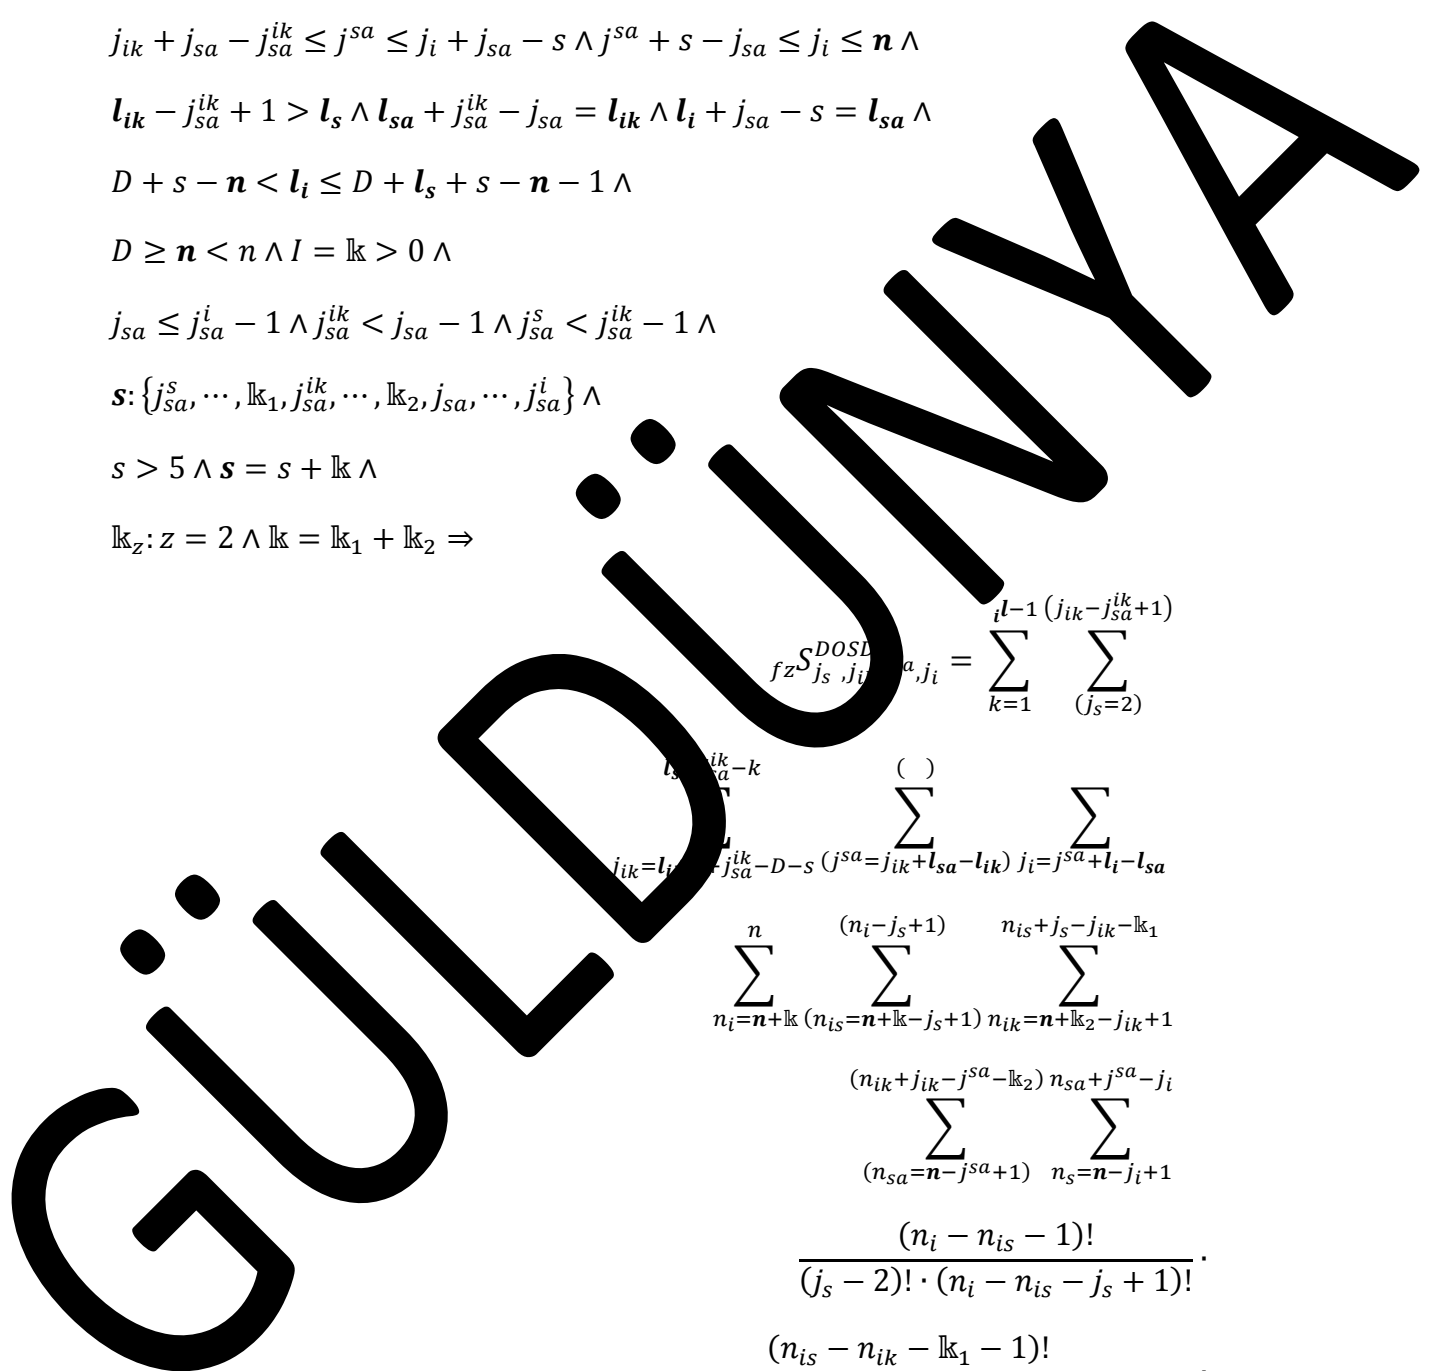 j_{ik} + j_{sa} − j_{sa}^{ik} ≤ j^{sa} ≤ j_i + j_{sa} − s ∧ j^{sa} + s − j_{sa} ≤ j_i ≤ n ∧
l_{ik} − j_{sa}^{ik} + 1 > l_s ∧ l_{sa} + j_{sa}^{ik} − j_{sa} = l_{ik} ∧ l_i + j_{sa} − s = l_{sa} ∧
D + s − n < l_i ≤ D + l_s + s − n − 1 ∧
D ≥ n < n ∧ I = 𝕜 > 0 ∧
j_{sa} ≤ j_{sa}^i − 1 ∧ j_{sa}^{ik} < j_{sa} − 1 ∧ j_{sa}^s < j_{sa}^{ik} − 1 ∧
s: {j_{sa}^s, ⋯, 𝕜_1, j_{sa}^{ik}, ⋯, 𝕜_2, j_{sa}, ⋯, j_{sa}^i} ∧
s > 5 ∧ s = s + 𝕜 ∧
𝕜_z: z = 2 ∧ 𝕜 = 𝕜_1 + 𝕜_2 ⇒
= ∑_{k=1}^{_il−1} ∑_{(j_s=2)}^{(j_{ik}−j_{sa}^{ik}+1)}
∑_{(j^{sa}=j_{ik}+l_{sa}−l_{ik})}^{( )} ∑_{j_i=j^{sa}+l_i−l_{sa}}
∑_{n_i=n+𝕜}^{n} ∑_{(n_{is}=n+𝕜−j_s+1)}^{(n_i−j_s+1)} ∑_{n_{ik}=n+𝕜_2−j_{ik}+1}^{n_{is}+j_s−j_{ik}−𝕜_1}
∑_{(n_{sa}=n−j^{sa}+1)}^{(n_{ik}+j_{ik}−j^{sa}−𝕜_2)} ∑_{n_s=n−j_i+1}^{n_{sa}+j^{sa}−j_i}
(n_i − n_{is} − 1)!
(j_s − 2)! · (n_i − n_{is} − j_s + 1)! ·
(n_{is} − n_{ik} − 𝕜_1 − 1)!
GÜLDÜNYA